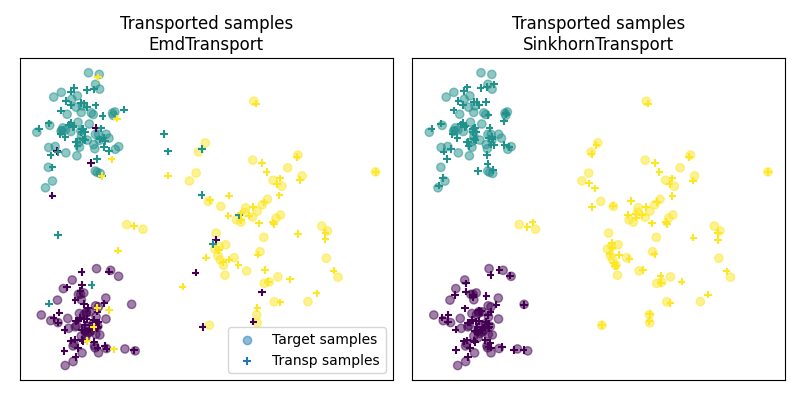 Transported samples
EmdTransport
Transported samples
SinkhornTransport
Target samples
Transp samples